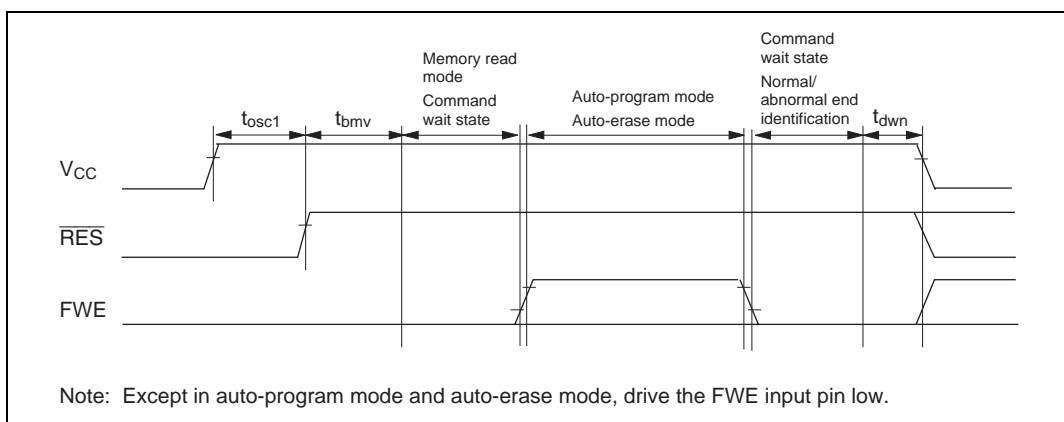 Memory read
mode
Command
wait state
Command
wait state
Normal/
abnormal end
identification
Auto-program mode
Auto-erase mode
tosc1
tbmv
tdwn
VCC
RES
FWE
Note: Except in auto-program mode and auto-erase mode, drive the FWE input pin low.